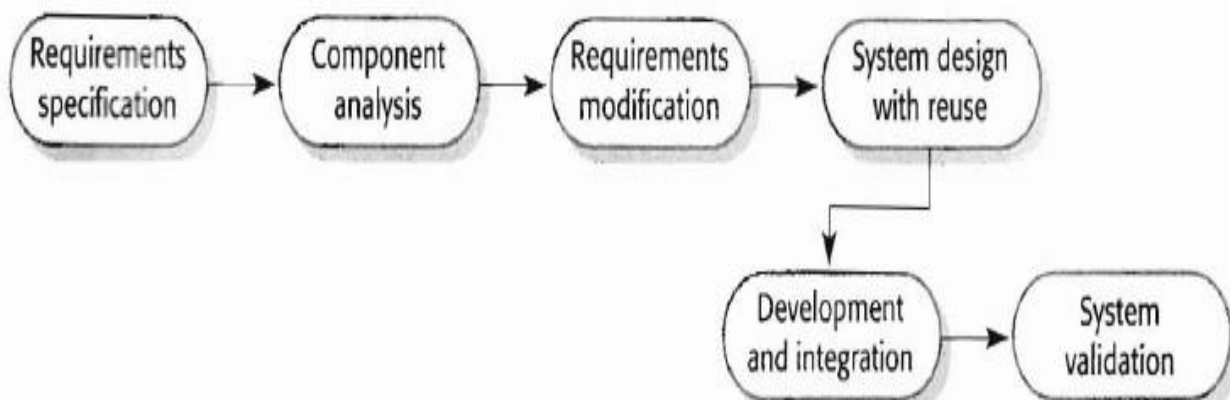 Requirements
specification
Component
analysis
Requirements
modification
System design
with reuse
Development
and integration
System
validation